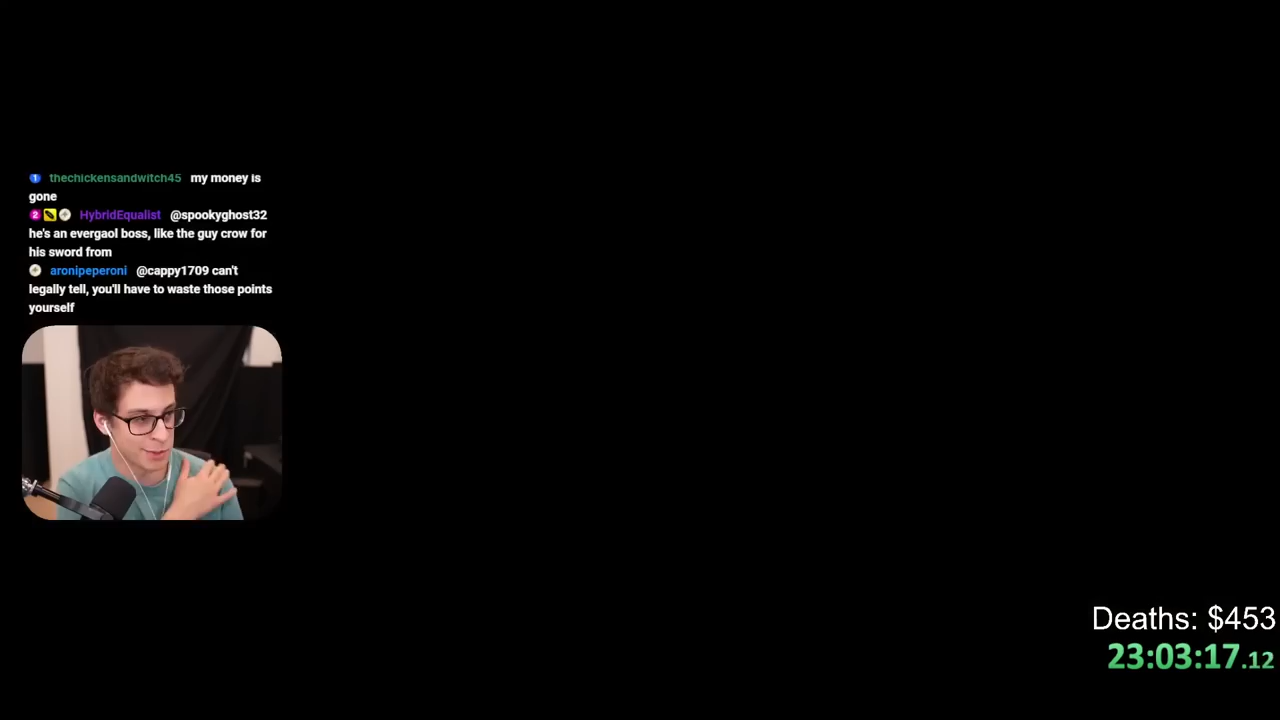 thechickensandwitch45 my money is
gone
HybridEqualist @spookyghost32
he's an evergaol boss, like the guy crow for
his sword from
aronipeperoni @cappy1709 can't
legally tell, you'll have to waste those points
yourself
Deaths: $453
23:03:17.12